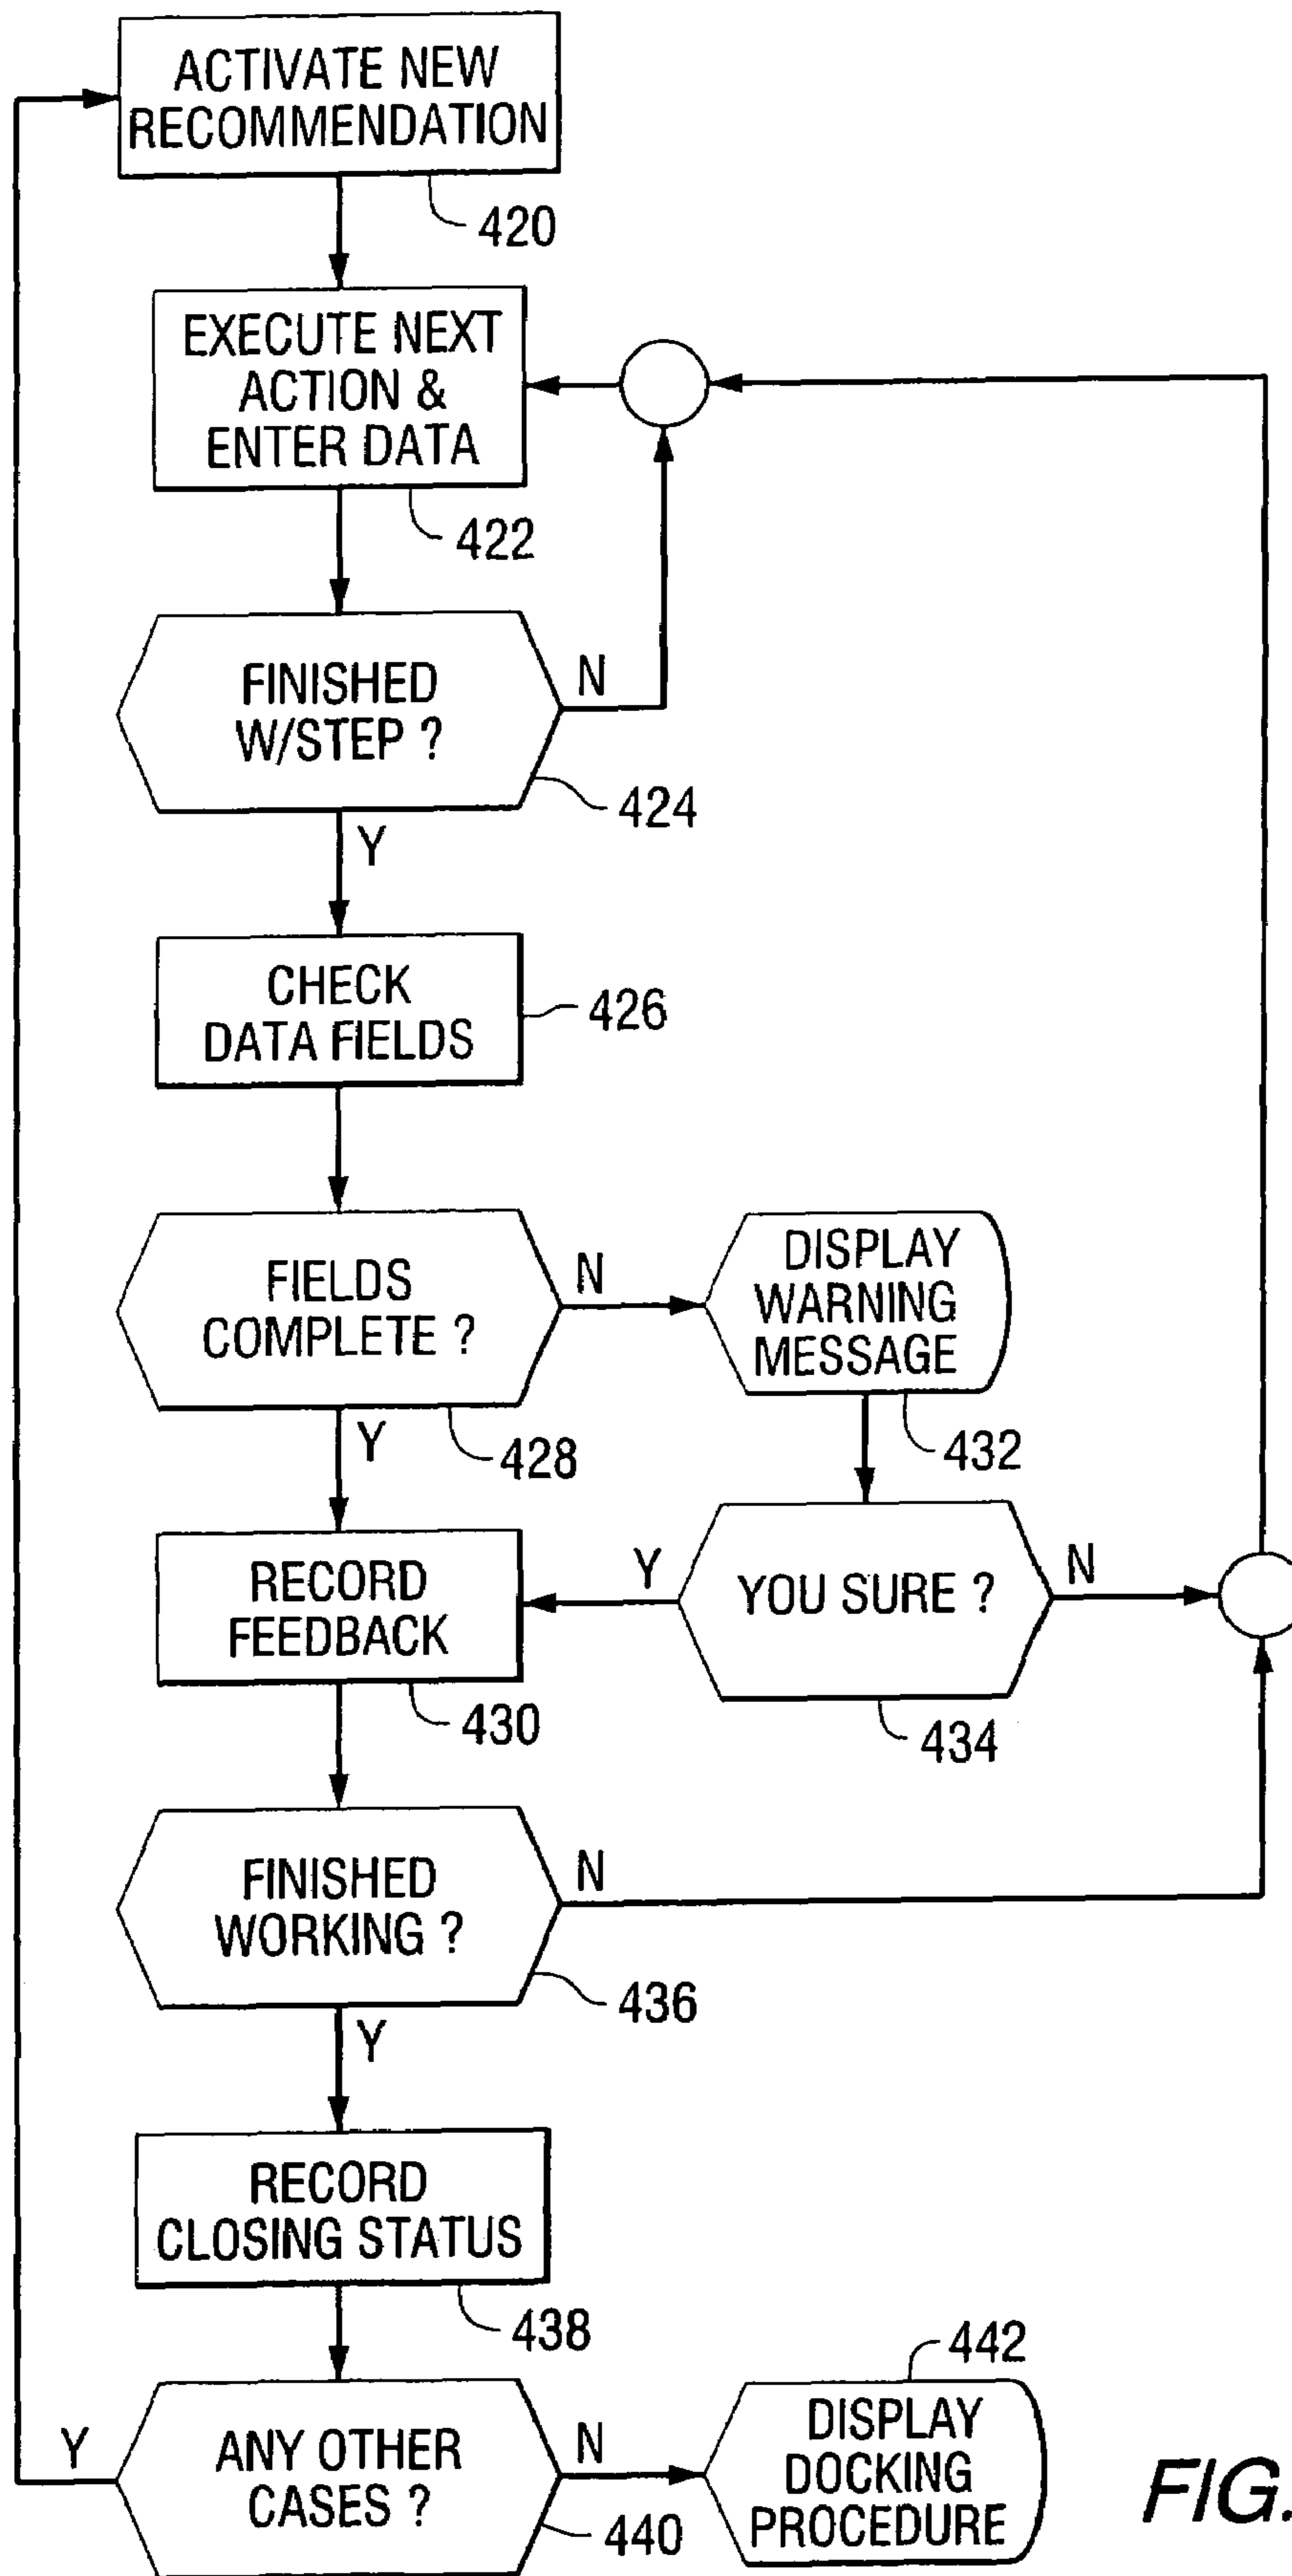 ACTIVATE NEW
RECOMMENDATION
420
EXECUTE NEXT
ACTION &
ENTER DATA
422
FINISHED
W/STEP ?
N
424
Y
CHECK
DATA FIELDS
426
FIELDS
COMPLETE ?
N
428
Y
DISPLAY
WARNING
MESSAGE
432
RECORD
FEEDBACK
430
Y
YOU SURE ?
N
434
FINISHED
WORKING ?
N
436
Y
RECORD
CLOSING STATUS
438
Y
ANY OTHER
CASES ?
N
440
442
DISPLAY
DOCKING
PROCEDURE
FIG.